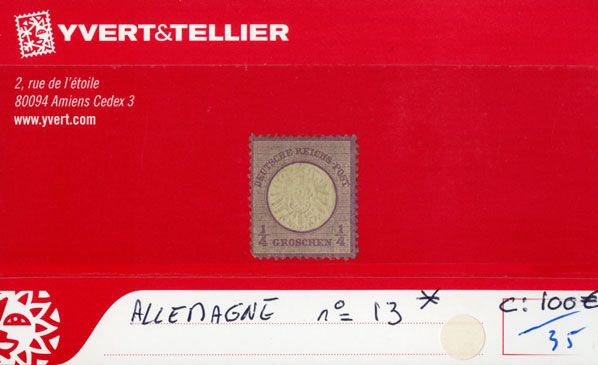 YVERT&TELLIER
2, rue de l'étoile
80094 Amiens Cedex 3
www.yvert.com
DEUTSCHE REICHS-POST
1/4 GROSCHEN 1/4
ALLEMAGNE n°= 13 * C: 100€
35